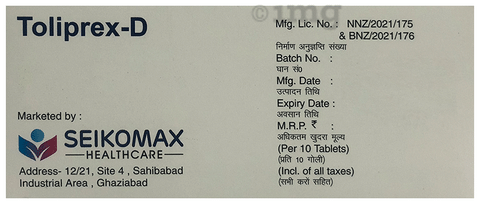 Toliprex-D
Marketed by :
SEIKOMAX
HEALTHCARE
Address- 12/21, Site 4 , Sahibabad
Industrial Area , Ghaziabad
1mg
Mfg. Lic. No. : NNZ/2021/175
& BNZ/2021/176
निर्माण अनुज्ञप्ति संख्या
Batch No. :
घान सं०
Mfg. Date :
उत्पादन तिथि
Expiry Date :
अवसान तिथि
M.R.P. ₹ :
अधिकतम खुदरा मूल्य
(Per 10 Tablets)
(प्रति 10 गोली)
(Incl. of all taxes)
(सभी करों सहित)